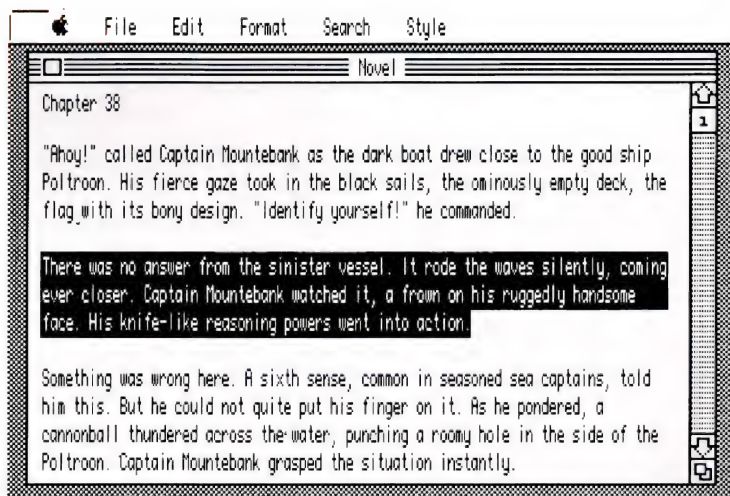 File Edit Format Search Style
Novel
Chapter 38
1
"Ahoy!" called Captain Mountebank as the dark boat drew close to the good ship
Poltroon. His fierce gaze took in the black sails, the ominously empty deck, the
flag with its bony design. "Identify yourself!" he commanded.
There was no answer from the sinister vessel. It rode the waves silently, coming
ever closer. Captain Mountebank watched it, a frown on his ruggedly handsome
face. His knife-like reasoning powers went into action.
Something was wrong here. A sixth sense, common in seasoned sea captains, told
him this. But he could not quite put his finger on it. As he pondered, a
cannonball thundered across the water, punching a roomy hole in the side of the
Poltroon. Captain Mountebank grasped the situation instantly.